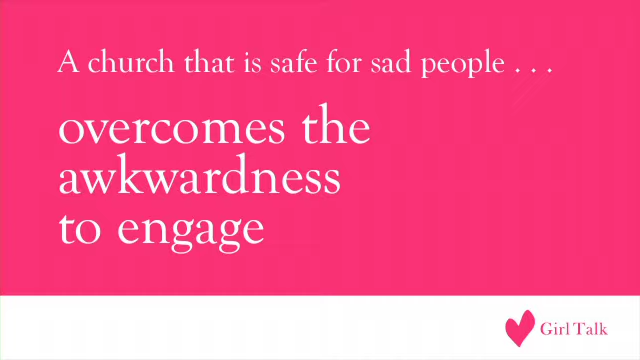 A church that is safe for sad people . . .
overcomes the
awkwardness
to engage
Girl Talk